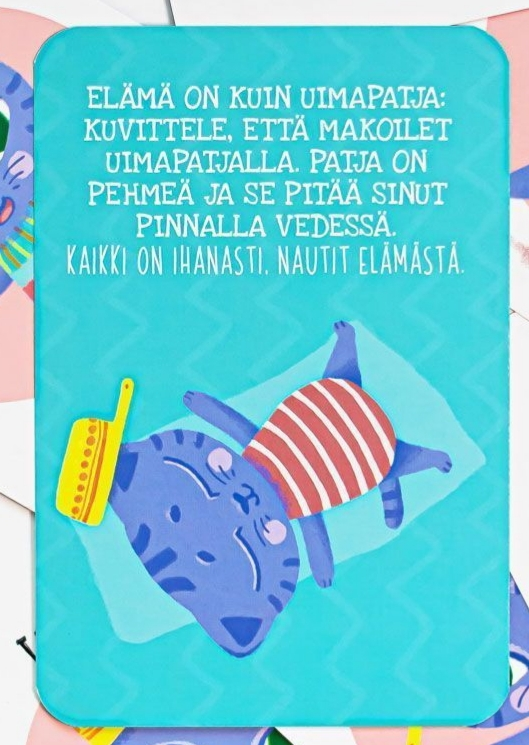 ELÄMÄ ON KUIN UIMAPATJA:
KUVITTELE, ETTÄ MAKOILET
UIMAPATJALLA. PATJA ON
PEHMEÄ JA SE PITÄÄ SINUT
PINNALLA VEDESSÄ.
KAIKKI ON IHANASTI. NAUTIT ELÄMÄSTÄ.